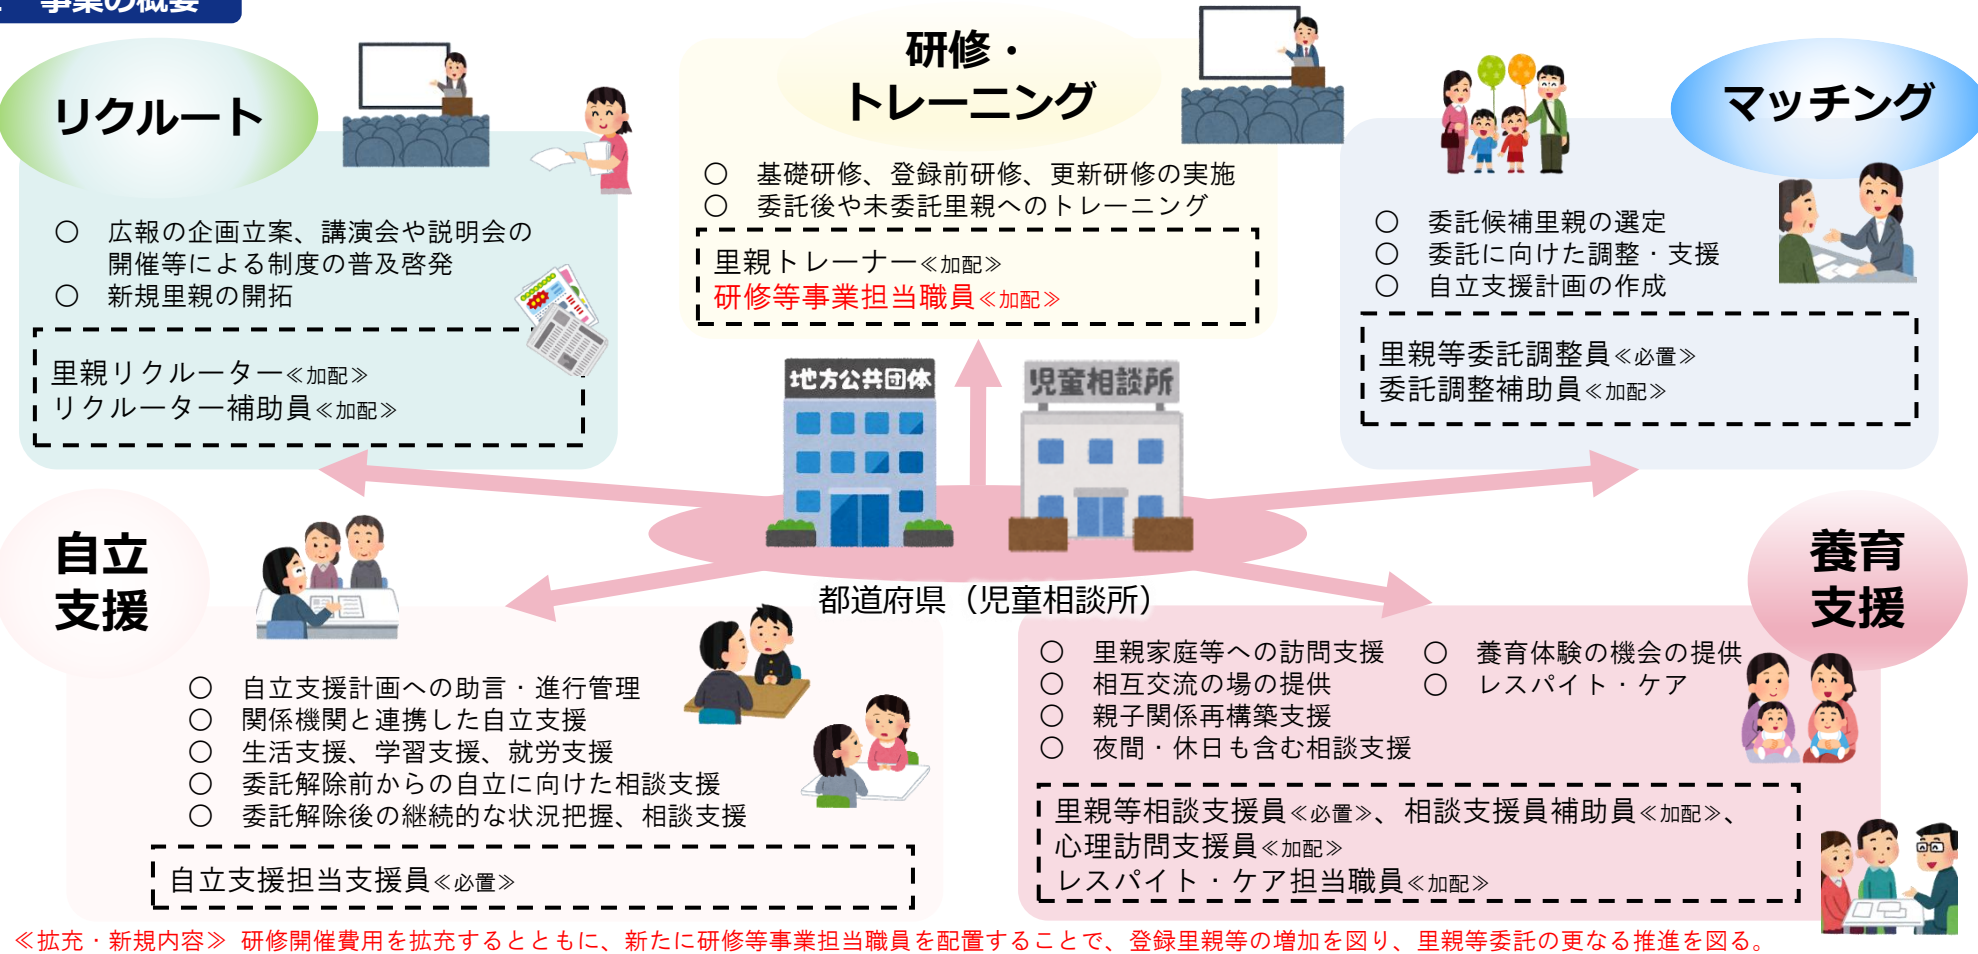 事業の概要
リクルート
○ 広報の企画立案、講演会や説明会の
開催等による制度の普及啓発
○ 新規里親の開拓
里親リクルーター≪加配≫
リクルーター補助員≪加配≫
研修・
トレーニング
○ 基礎研修、登録前研修、更新研修の実施
○ 委託後や未委託里親へのトレーニング
里親トレーナー≪加配≫
研修等事業担当職員≪加配≫
マッチング
○ 委託候補里親の選定
○ 委託に向けた調整・支援
○ 自立支援計画の作成
里親等委託調整員≪必置≫
委託調整補助員≪加配≫
地方公共団体
児童相談所
都道府県（児童相談所）
自立
支援
○ 自立支援計画への助言・進行管理
○ 関係機関と連携した自立支援
○ 生活支援、学習支援、就労支援
○ 委託解除前からの自立に向けた相談支援
○ 委託解除後の継続的な状況把握、相談支援
自立支援担当支援員≪必置≫
養育
支援
○ 里親家庭等への訪問支援
○ 相互交流の場の提供
○ 親子関係再構築支援
○ 夜間・休日も含む相談支援
○ 養育体験の機会の提供
○ レスパイト・ケア
里親等相談支援員≪必置≫、相談支援員補助員≪加配≫、
心理訪問支援員≪加配≫
レスパイト・ケア担当職員≪加配≫
≪拡充・新規内容≫ 研修開催費用を拡充するとともに、新たに研修等事業担当職員を配置することで、登録里親等の増加を図り、里親等委託の更なる推進を図る。